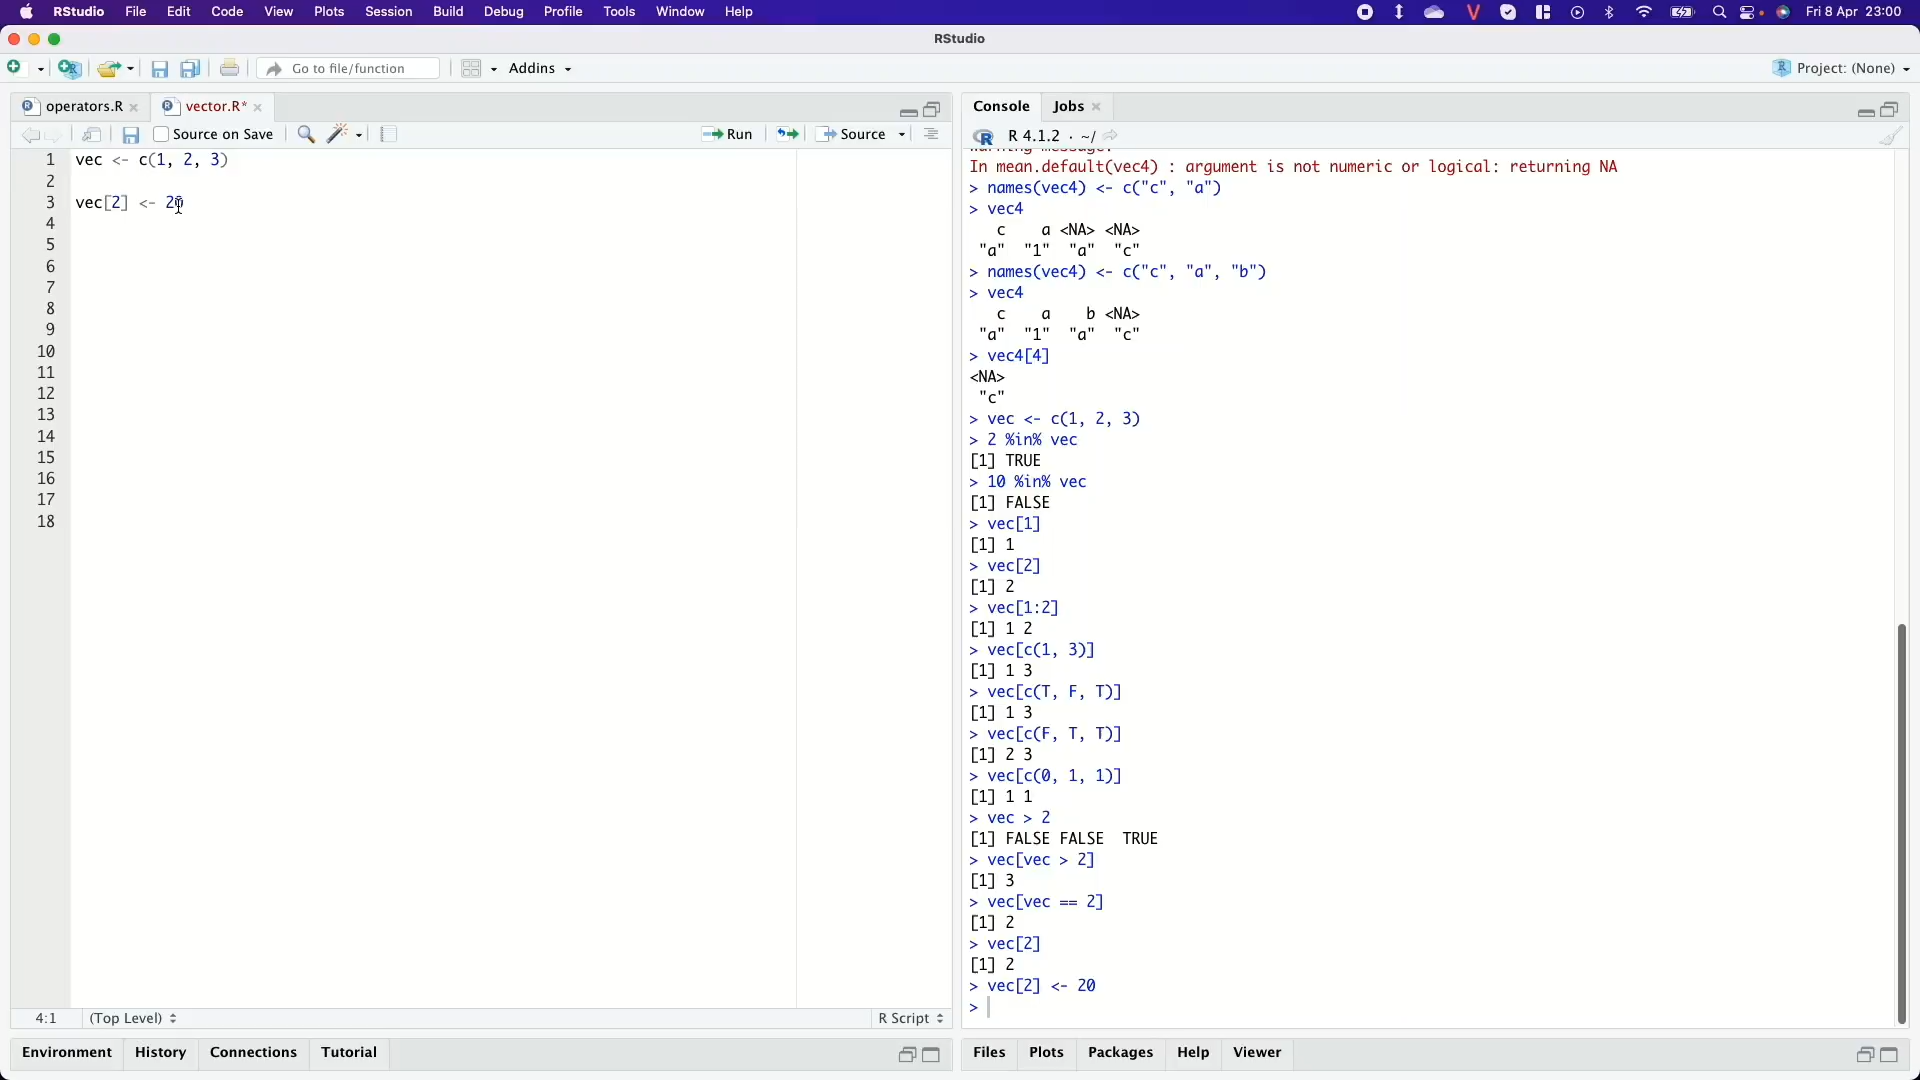 RStudio File Edit Code View Plots Session Build Debug Profile Tools Window Help Fri 8 Apr 23:00
RStudio
Go to file/function Addins Project: (None)
operators.R vector.R*
Source on Save Run Source
1 vec <- c(1, 2, 3)
2
3 vec[2] <- 20
4
5
6
7
8
9
10
11
12
13
14
15
16
17
18
4:1 (Top Level) R Script
Environment History Connections Tutorial
Console Jobs
R 4.1.2 · ~/
Warning message:
In mean.default(vec4) : argument is not numeric or logical: returning NA
> names(vec4) <- c("c", "a")
> vec4
c a <NA> <NA>
"a" "1" "a" "c"
> names(vec4) <- c("c", "a", "b")
> vec4
c a b <NA>
"a" "1" "a" "c"
> vec4[4]
<NA>
"c"
> vec <- c(1, 2, 3)
> 2 %in% vec
[1] TRUE
> 10 %in% vec
[1] FALSE
> vec[1]
[1] 1
> vec[2]
[1] 2
> vec[1:2]
[1] 1 2
> vec[c(1, 3)]
[1] 1 3
> vec[c(T, F, T)]
[1] 1 3
> vec[c(F, T, T)]
[1] 2 3
> vec[c(0, 1, 1)]
[1] 1 1
> vec > 2
[1] FALSE FALSE TRUE
> vec[vec > 2]
[1] 3
> vec[vec == 2]
[1] 2
> vec[2]
[1] 2
> vec[2] <- 20
>
Files Plots Packages Help Viewer